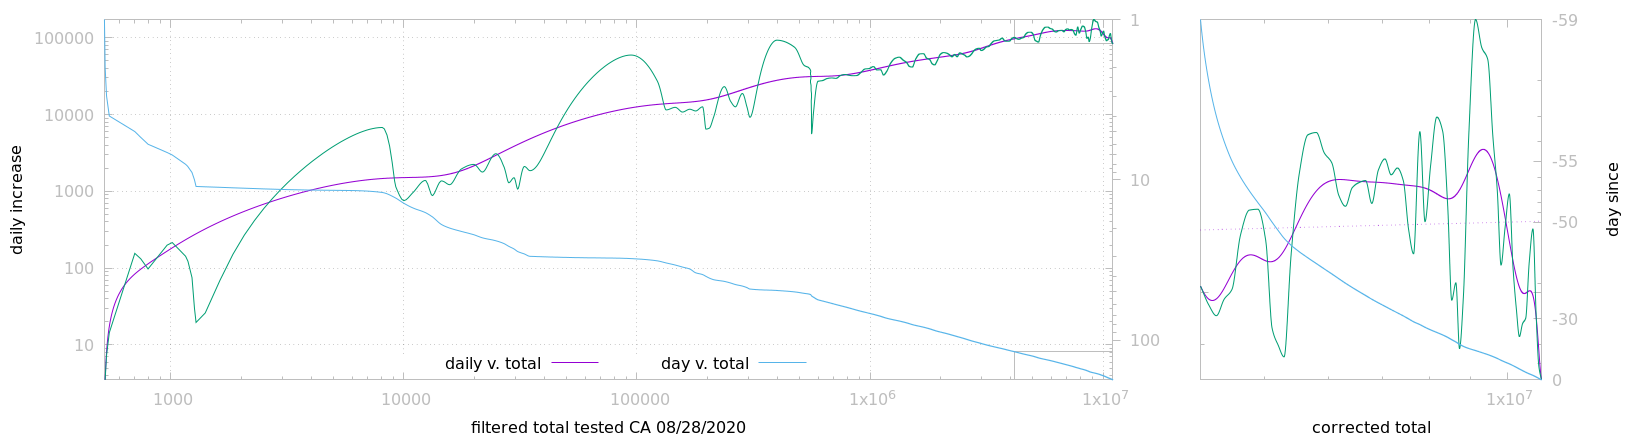 100000
10000
1000
100
10
daily increase
1000
10000
100000
1x10^6
1x10^7
filtered total tested CA 08/28/2020
daily v. total
day v. total
1
10
100
1x10^7
corrected total
-59
-55
-50
-30
0
day since